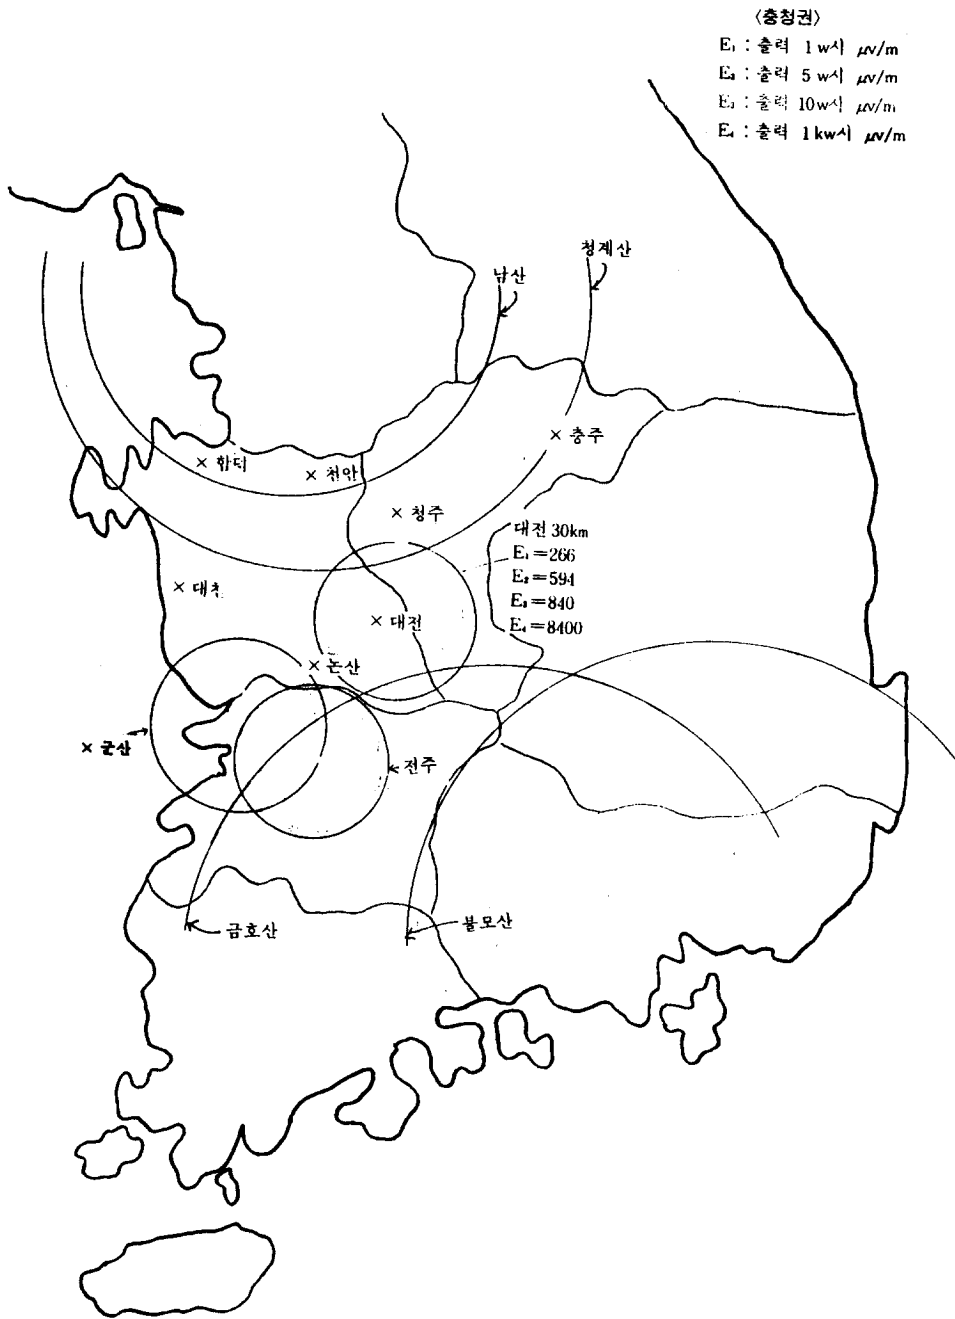 〈충청권〉
E₁ : 출력 1w시 μv/m
E₂ : 출력 5w시 μv/m
E₃ : 출력 10w시 μv/m
E₄ : 출력 1kw시 μv/m
청계산
남산
× 충주
× 합덕
× 천안
× 청주
대전 30km
E₁=266
E₂=594
E₃=840
E₄=8400
× 대천
× 대전
× 논산
× 군산
전주
금호산
불모산